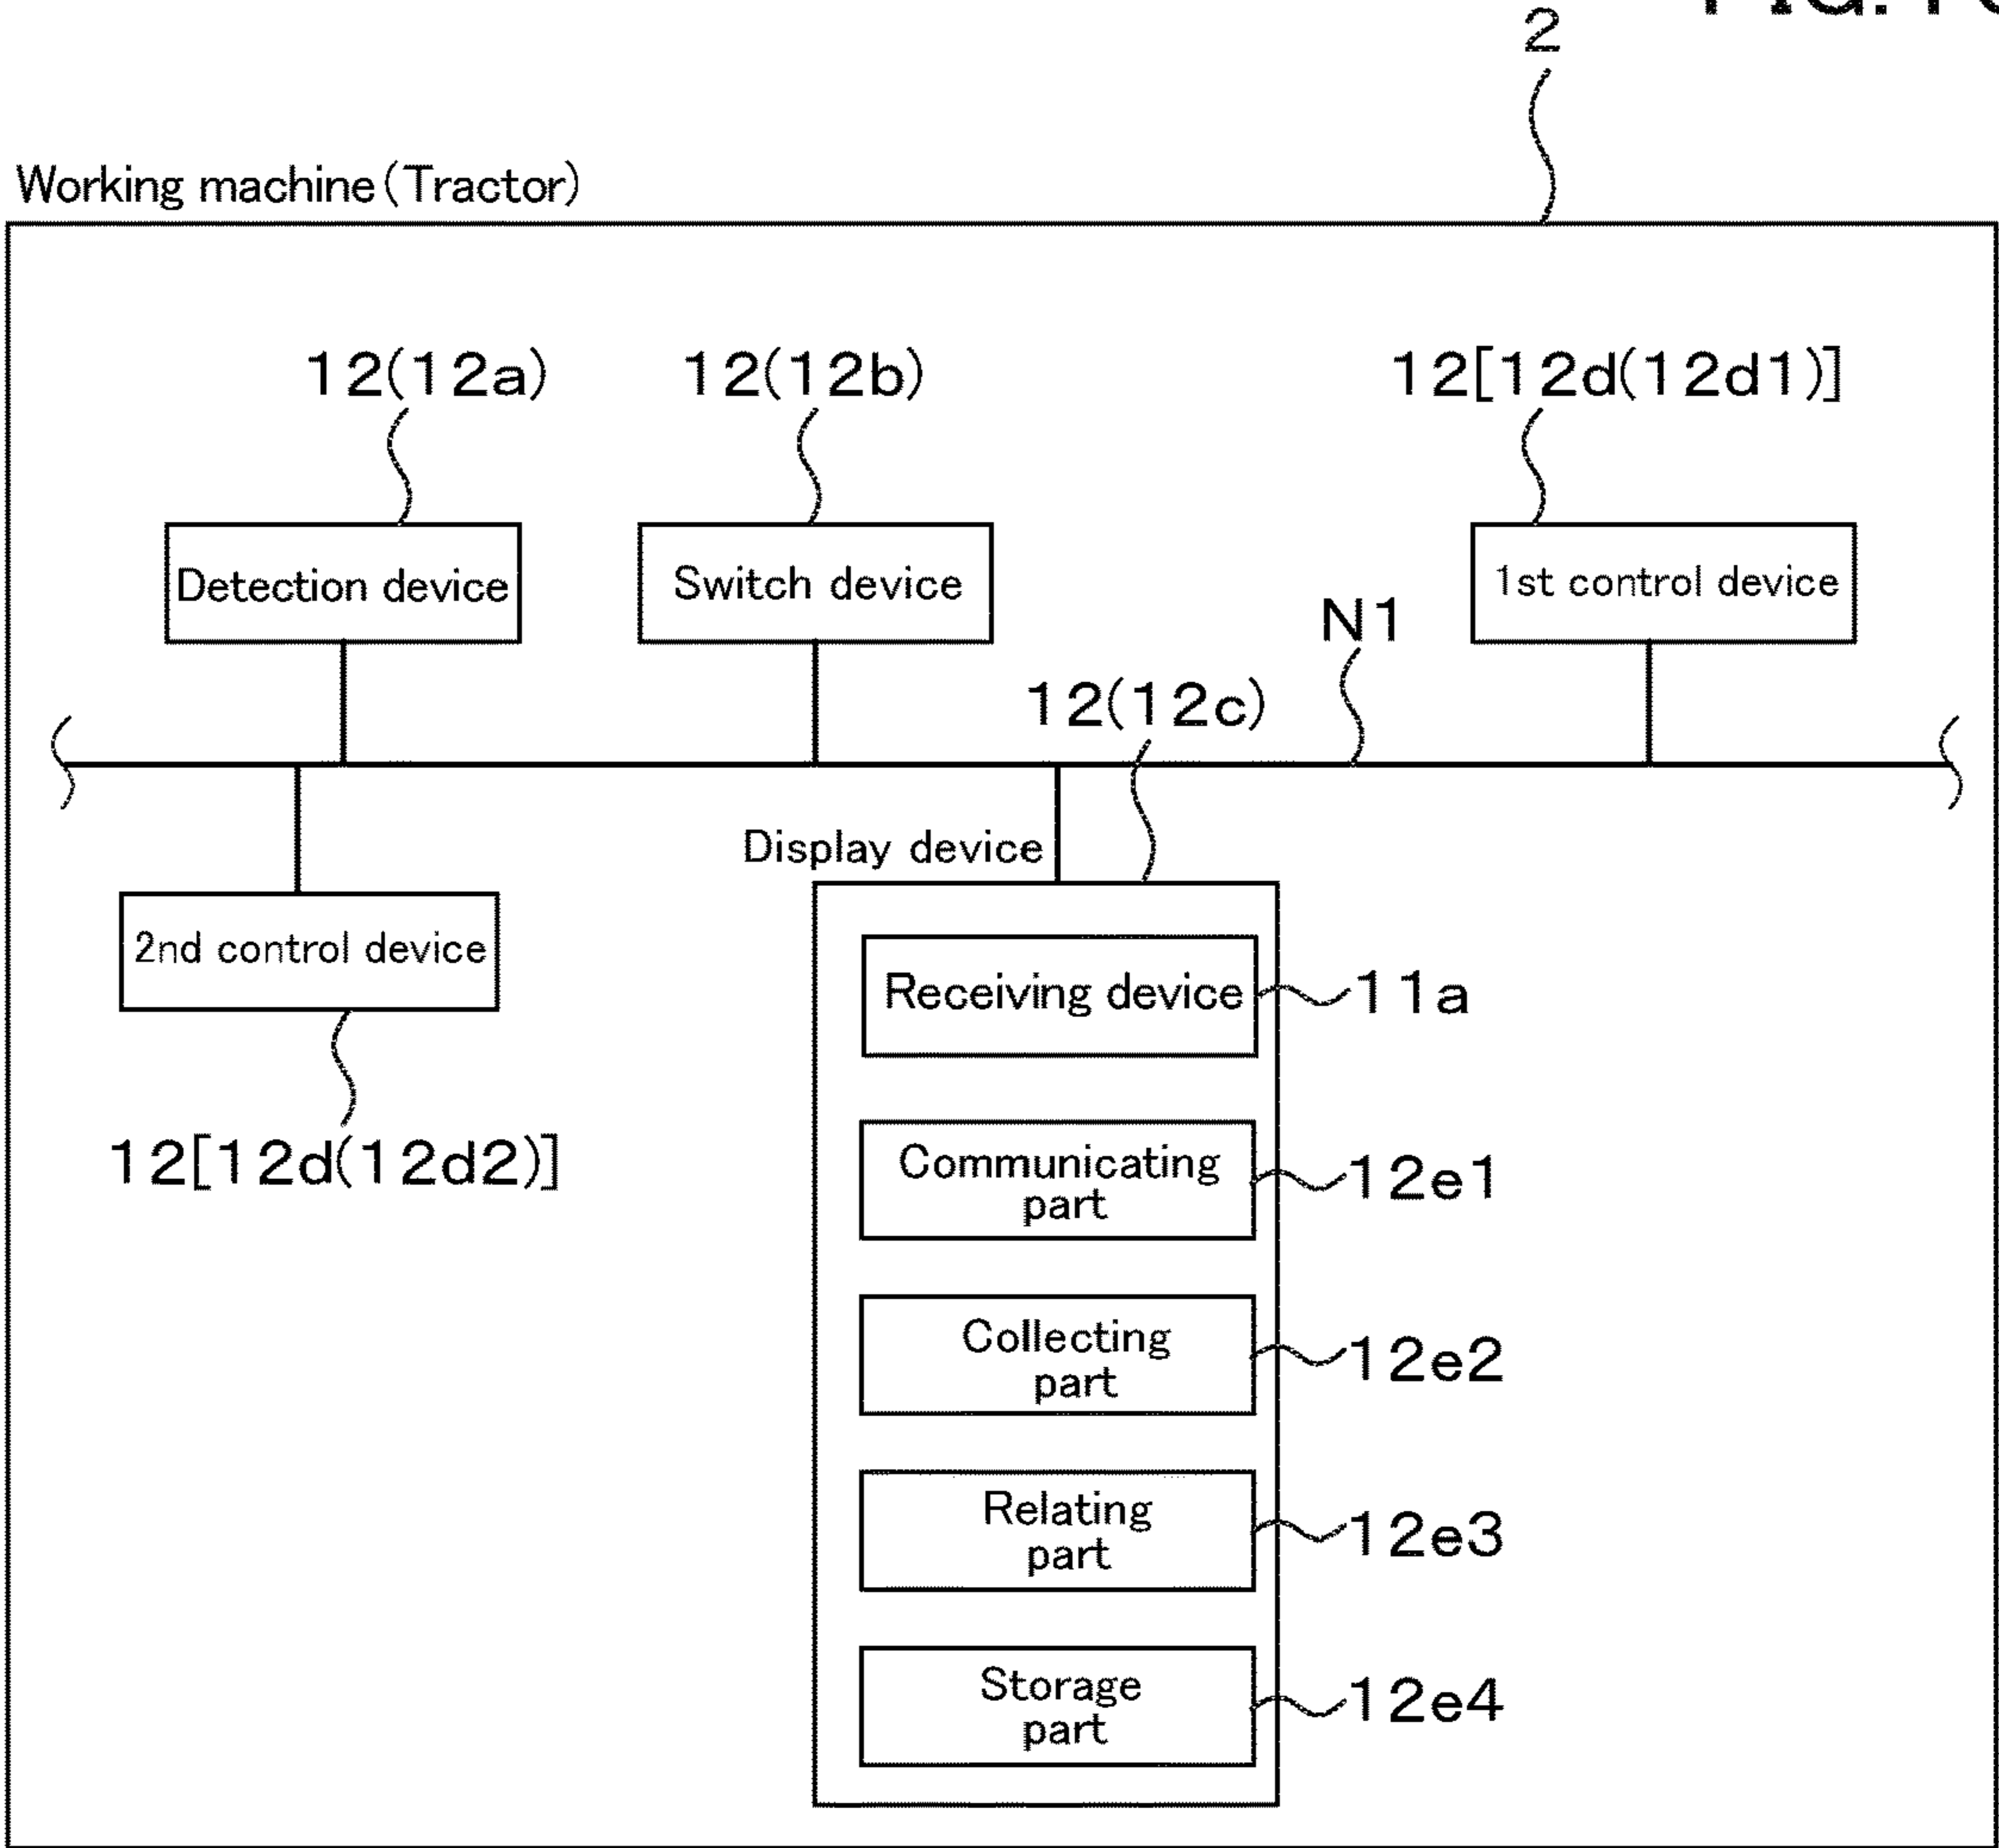 2
Working machine(Tractor)
12(12a)
12(12b)
12[12d(12d1)]
Detection device
Switch device
1st control device
N1
12(12c)
Display device
2nd control device
12[12d(12d2)]
Receiving device
11a
Communicating
part
12e1
Collecting
part
12e2
Relating
part
12e3
Storage
part
12e4